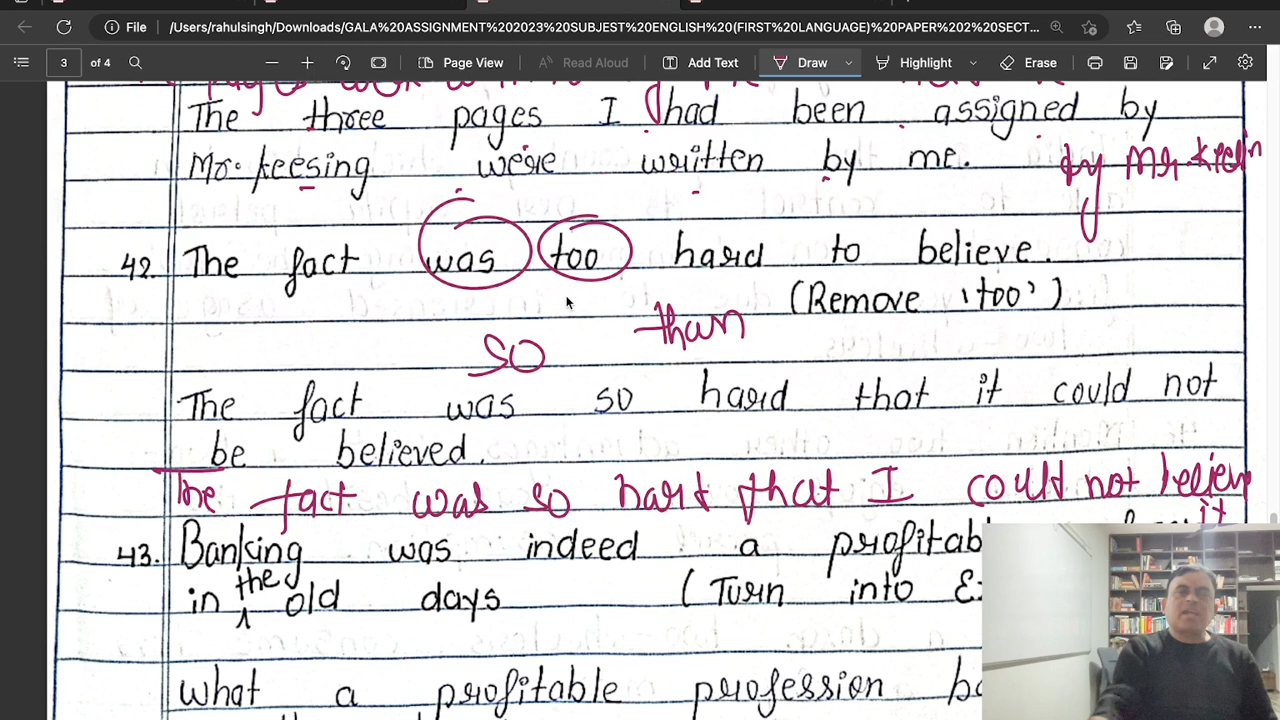 File /Users/rahulsingh/Downloads/GALA%20ASSIGNMENT%202023%20SUBJEST%20ENGLISH%20(FIRST%20LANGUAGE)%20PAPER%202%20SECT...
3 of 4 Page View Read Aloud Add Text Draw Highlight Erase
The three pages I had been assigned by
Mr. Keesing were written by me. by Mr
42. The fact was too hard to believe.
(Remove 'too')
so than
The fact was so hard that it could not
be believed.
The fact was so hart that I could not believe
it
43. Banking was indeed a
in the old days (Turn into
what a profitable profession